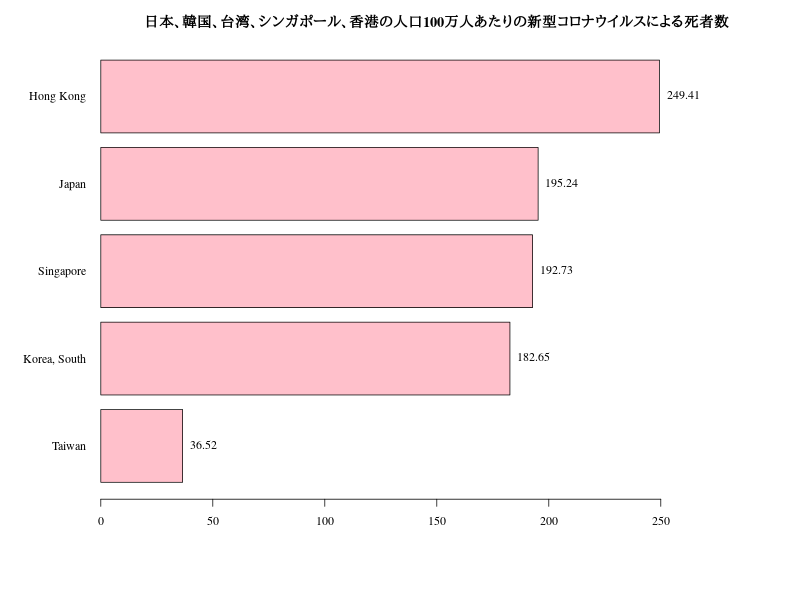 日本、韓国、台湾、シンガポール、香港の人口100万人あたりの新型コロナウイルスによる死者数
Hong Kong 249.41
Japan 195.24
Singapore 192.73
Korea, South 182.65
Taiwan 36.52
0 50 100 150 200 250